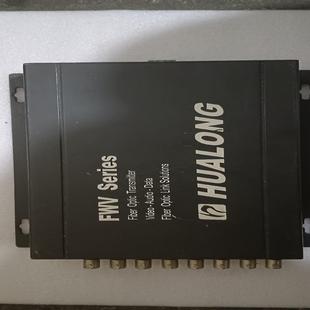 FWV Series
Fiber Optic Transmitter
Video-Audio-Data
Fiber Optic Link Solutions
HUALONG